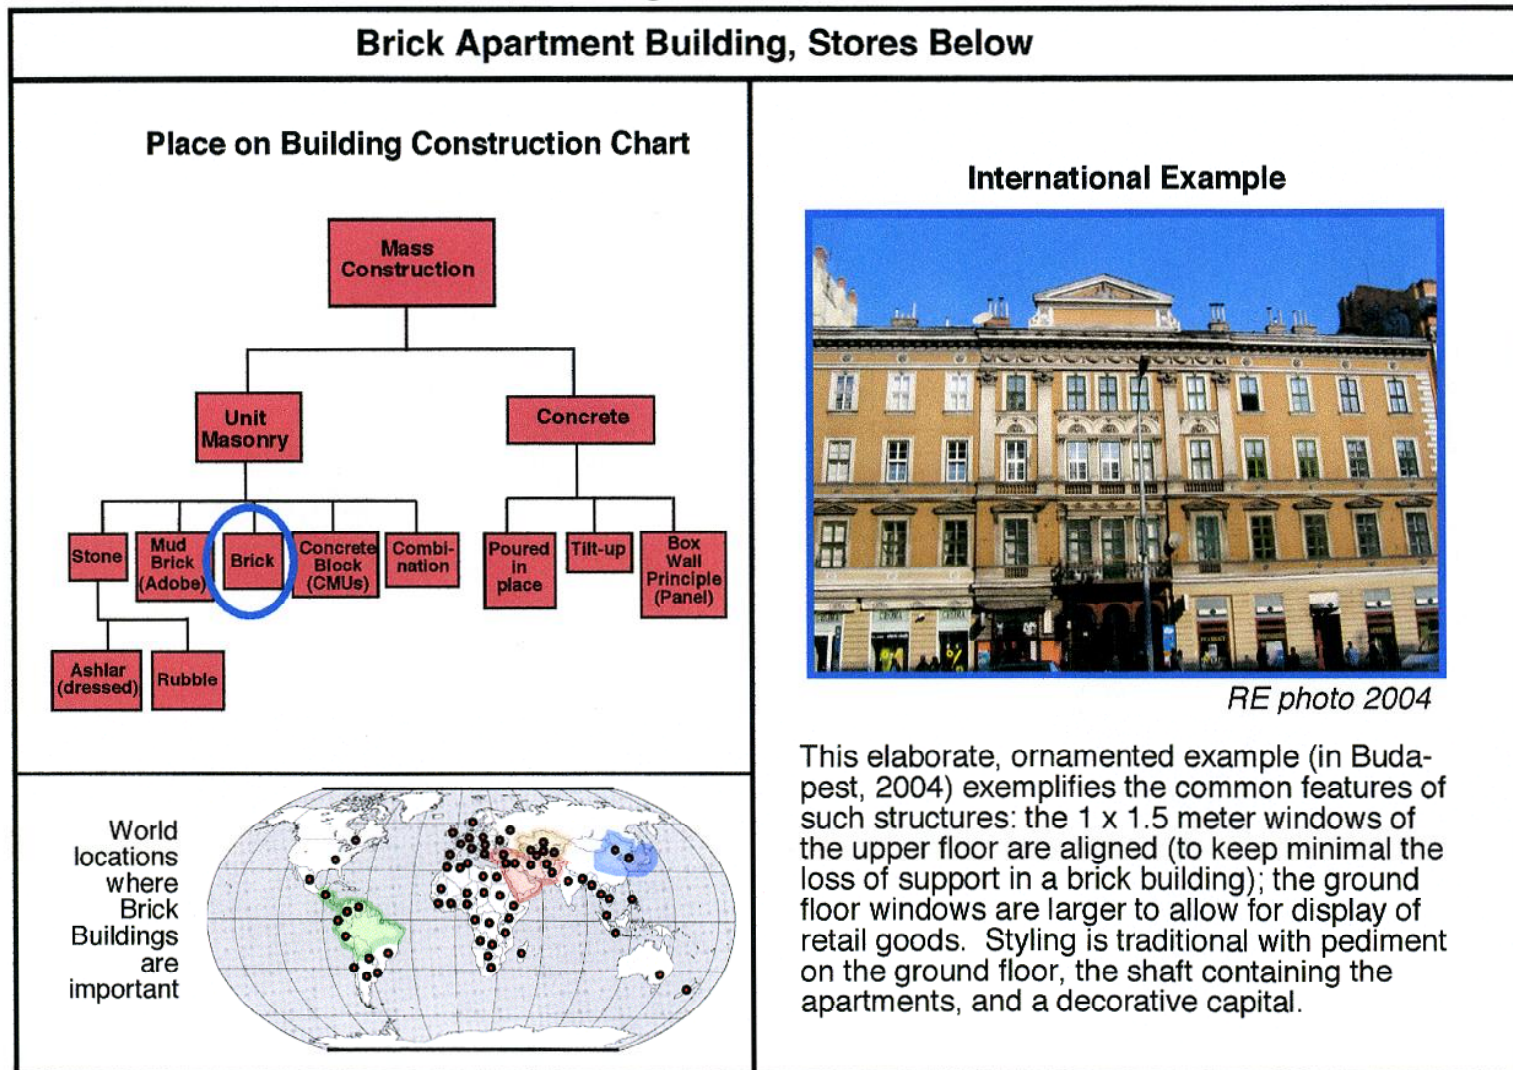 Brick Apartment Building, Stores Below
Place on Building Construction Chart
Mass
Construction
Unit
Masonry
Concrete
Stone
Mud
Brick
(Adobe)
Brick
Concrete
Block
(CMUs)
Combi-
nation
Poured
in
place
Tilt-up
Box
Wall
Principle
(Panel)
Ashlar
(dressed)
Rubble
World
locations
where
Brick
Buildings
are
important
International Example
%
RE photo 2004
This elaborate, ornamented example (in Buda-
pest, 2004) exemplifies the common features of
such structures: the 1 x 1.5 meter windows of
the upper floor are aligned (to keep minimal the
loss of support in a brick building); the ground
floor windows are larger to allow for display of
retail goods.  Styling is traditional with pediment
on the ground floor, the shaft containing the
apartments, and a decorative capital.